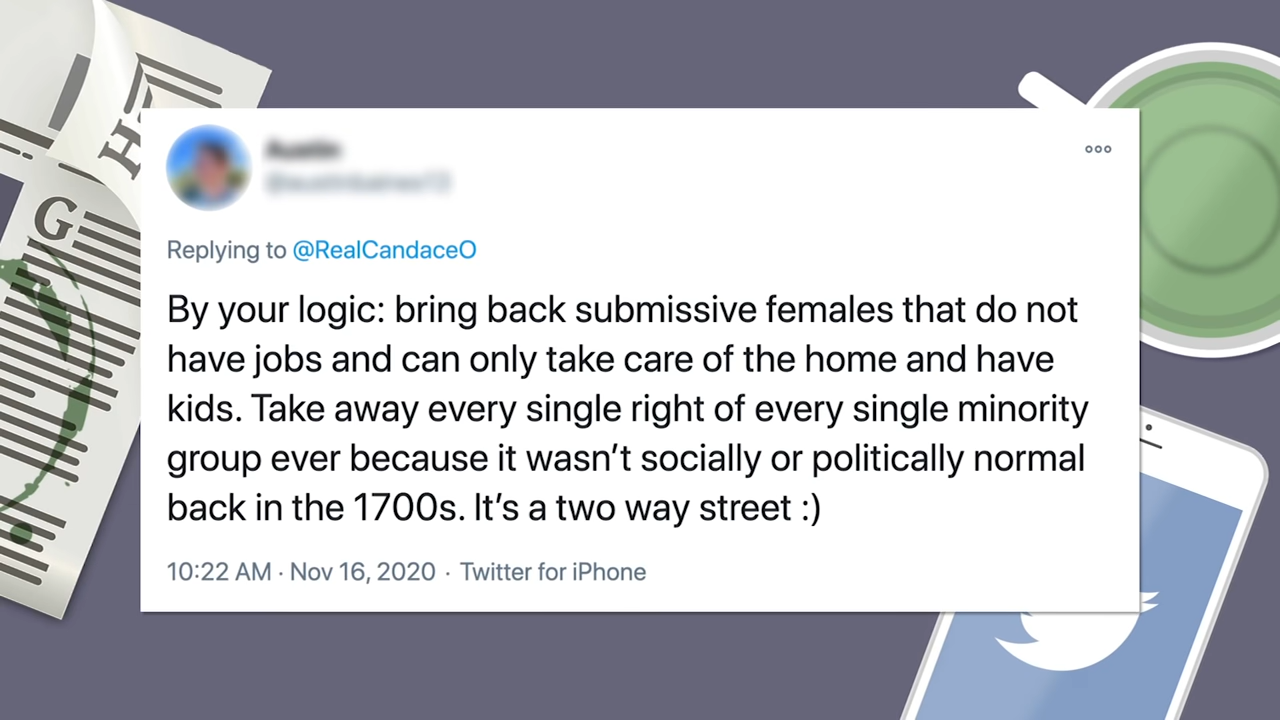 H
G
Replying to @RealCandaceO
By your logic: bring back submissive females that do not
have jobs and can only take care of the home and have
kids. Take away every single right of every single minority
group ever because it wasn’t socially or politically normal
back in the 1700s. It’s a two way street :)
10:22 AM · Nov 16, 2020 · Twitter for iPhone